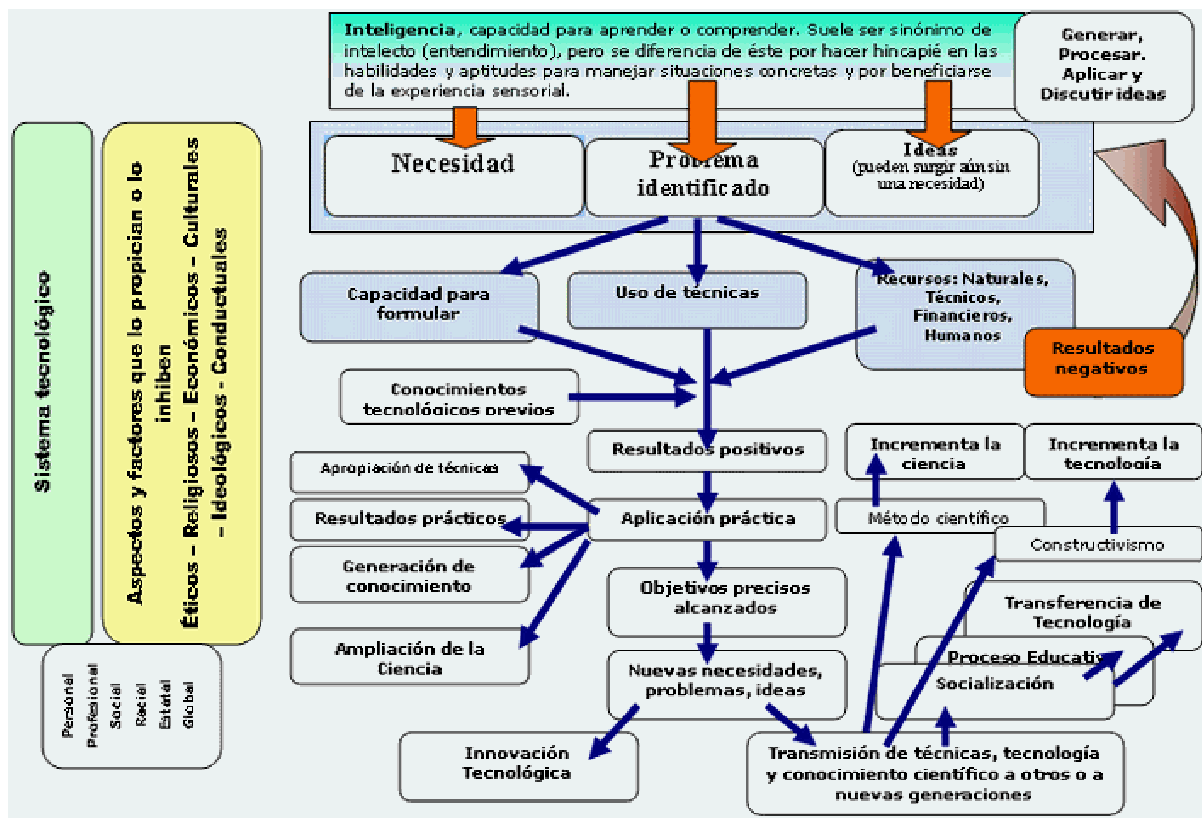 Inteligencia, capacidad para aprender o comprender. Suele ser sinónimo de
intelecto (entendimiento), pero se diferencia de éste por hacer hincapié en las
habilidades y aptitudes para manejar situaciones concretas y por beneficiarse
de la experiencia sensorial.
Generar,
Procesar.
Aplicar y
Discutir ideas
Necesidad
Problema
identificado
Ideas
(pueden surgir aún sin
una necesidad)
Sistema tecnológico
Aspectos y factores que lo propician o lo
inhiben
Éticos – Religiosos – Económicos – Culturales
– Ideológicos - Conductuales
Personal
Profesional
Social
Racial
Estatal
Global
Capacidad para
formular
Uso de técnicas
Recursos: Naturales,
Técnicos,
Financieros,
Humanos
Resultados
negativos
Conocimientos
tecnológicos previos
Resultados positivos
Incrementa la
ciencia
Incrementa la
tecnología
Apropiación de técnicas
Resultados prácticos
Aplicación práctica
Método científico
Constructivismo
Generación de
conocimiento
Objetivos precisos
alcanzados
Transferencia de
Tecnología
Ampliación de la
Ciencia
Nuevas necesidades,
problemas, ideas
Proceso Educativ
Socialización
Innovación
Tecnológica
Transmisión de técnicas, tecnología
y conocimiento científico a otros o a
nuevas generaciones